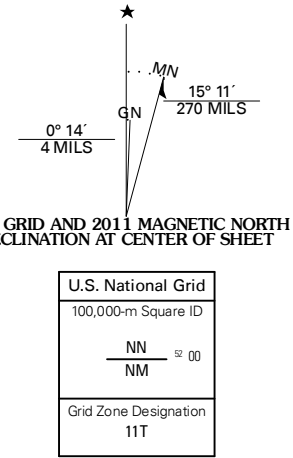 ★
MN
15° 11´
270 MILS
GN
0° 14´
4 MILS
GRID AND 2011 MAGNETIC NORTH
CLINATION AT CENTER OF SHEET
U.S. National Grid
100,000-m Square ID
NN
52 00
NM
Grid Zone Designation
11T